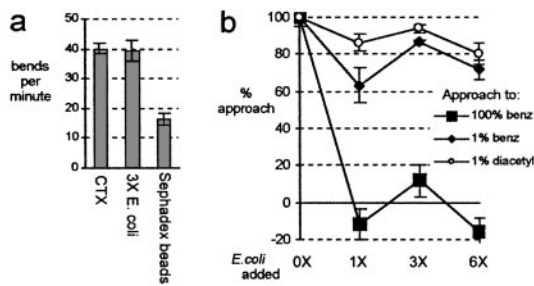 a
bends
per
minute
50
40
30
20
10
0
CTX
3X E. coli
Sephadex beads
b
100
80
60
40
20
0
-20
%
approach
Approach to:
100% benz
1% benz
1% diacetyl
E.coli
added
0X 1X 3X 6X